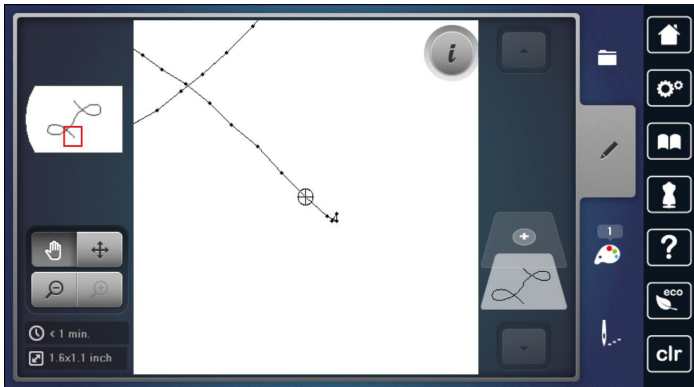 i
1
?
eco
< 1 min.
1.6x1.1 inch
clr